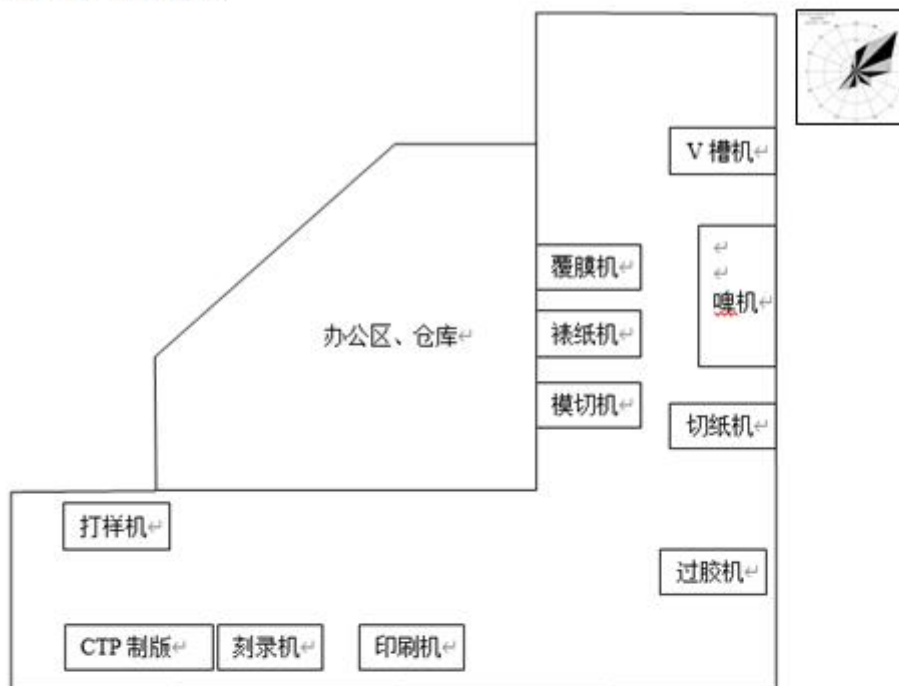 V 槽机↵
↵
↵
啤机↵
覆膜机↵
裱纸机↵
办公区、仓库↵
模切机↵
切纸机↵
打样机↵
过胶机↵
CTP 制版↵
刻录机↵
印刷机↵